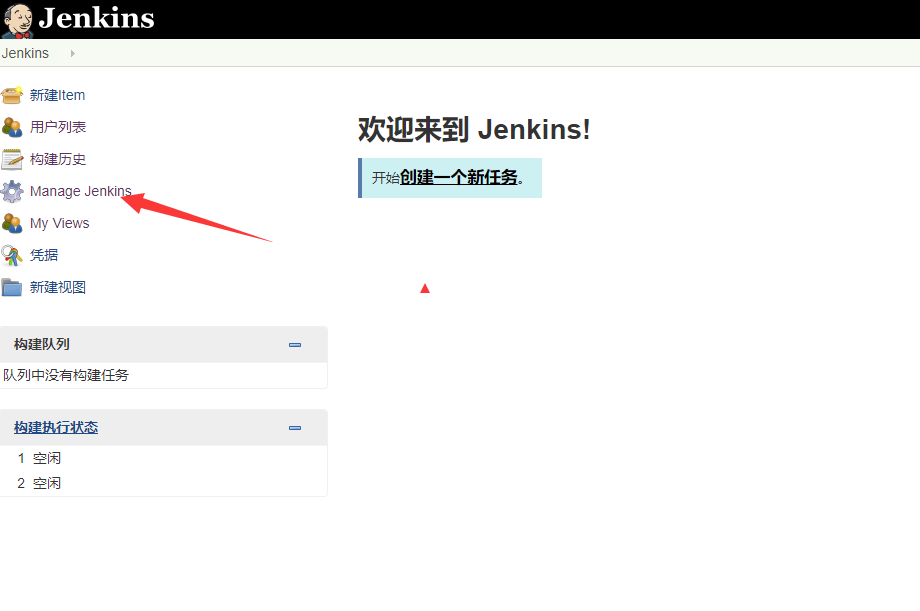 Jenkins
Jenkins
新建Item
用户列表
构建历史
Manage Jenkins
My Views
凭据
新建视图
欢迎来到 Jenkins!
开始创建一个新任务。
构建队列
队列中没有构建任务
构建执行状态
1 空闲
2 空闲